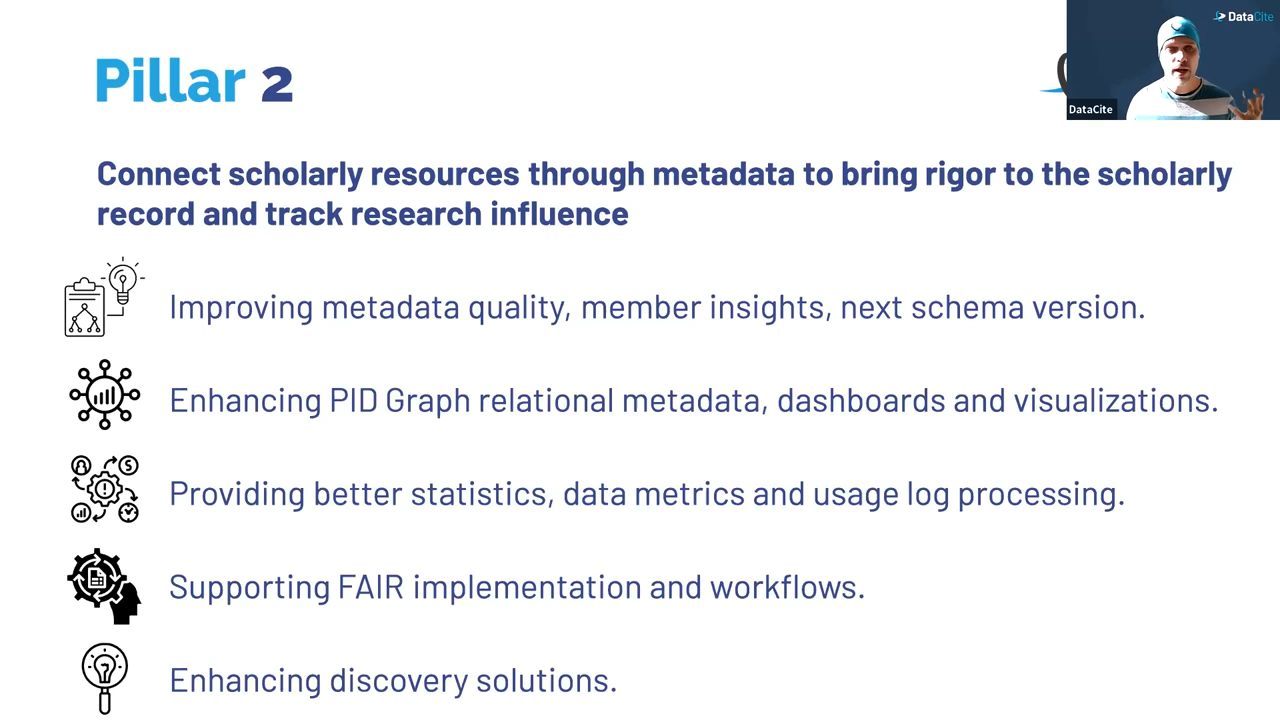 DataCite
DataCite
Pillar 2
Connect scholarly resources through metadata to bring rigor to the scholarly
record and track research influence
Improving metadata quality, member insights, next schema version.
Enhancing PID Graph relational metadata, dashboards and visualizations.
Providing better statistics, data metrics and usage log processing.
Supporting FAIR implementation and workflows.
Enhancing discovery solutions.